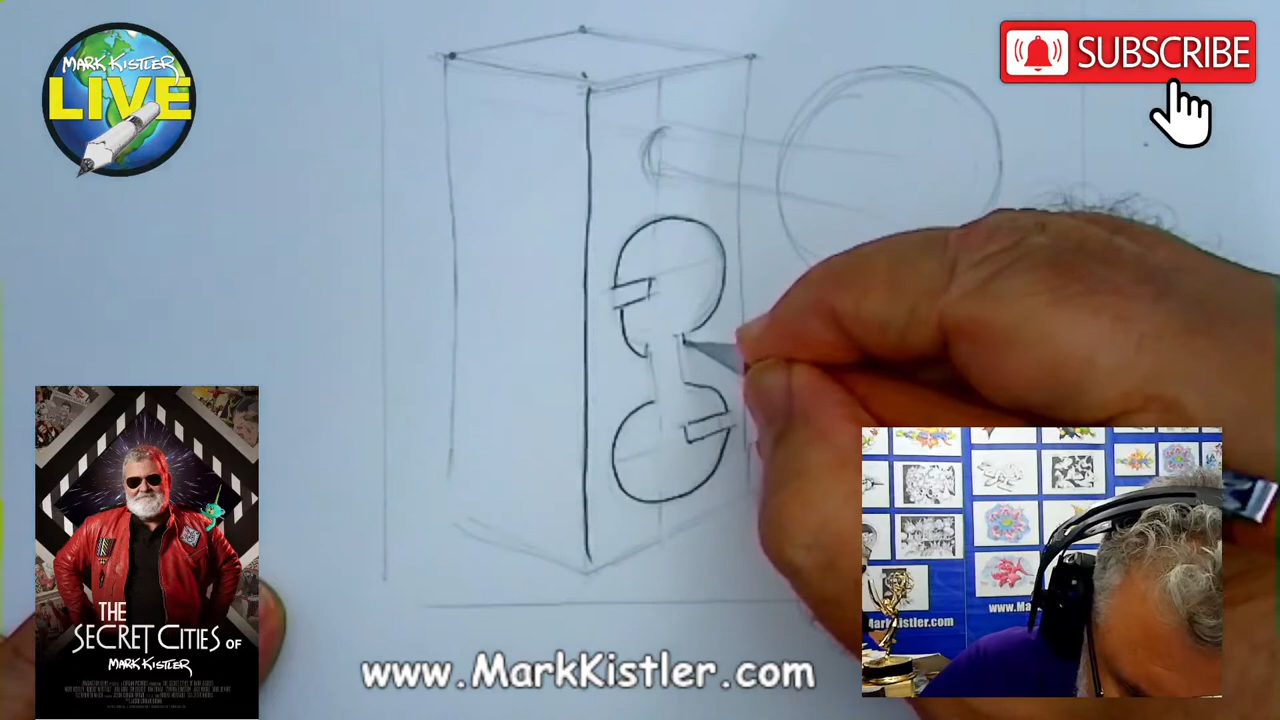 MARK KISTLER
LIVE
SUBSCRIBE
THE
SECRET CITIES OF
MARK KISTLER
www.MarkKistler.com
MarkKistler.com
www.Ma